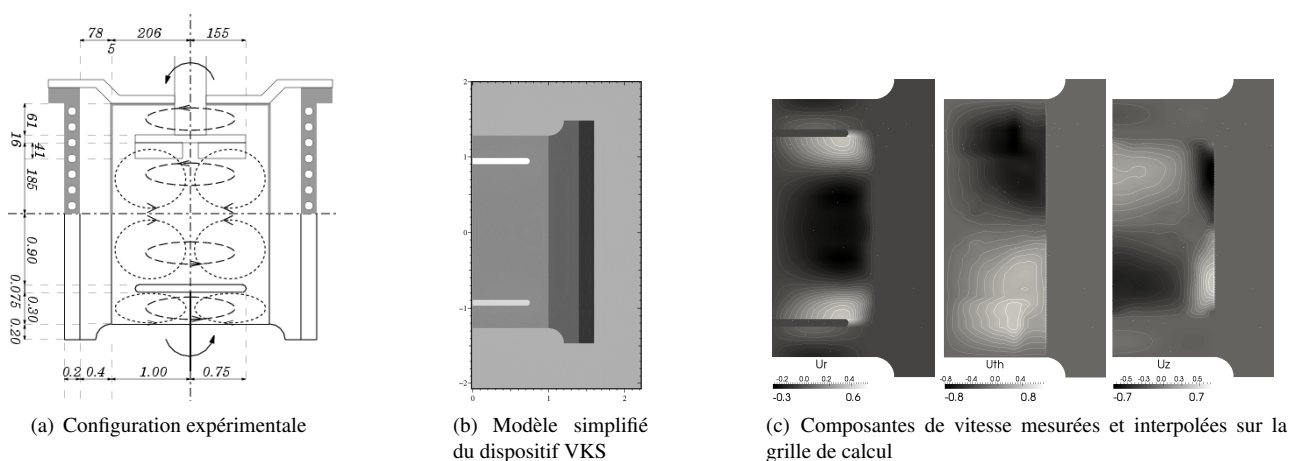 78 206 155
5
61
16
41
185
0.90
0.075
0.30
0.20
0.2 0.4 1.00 0.75
(a) Configuration expérimentale
2
1
0
−1
−2
0 1 2
(b) Modèle simplifié
du dispositif VKS
Ur
-0.2 0.0 0.2 0.4
-0.3 0.6
Uth
-0.8 -0.4 0.0 0.4 0.8
-0.8 0.8
Uz
-0.5 0.0 0.5
-0.7 0.7
(c) Composantes de vitesse mesurées et interpolées sur la
grille de calcul